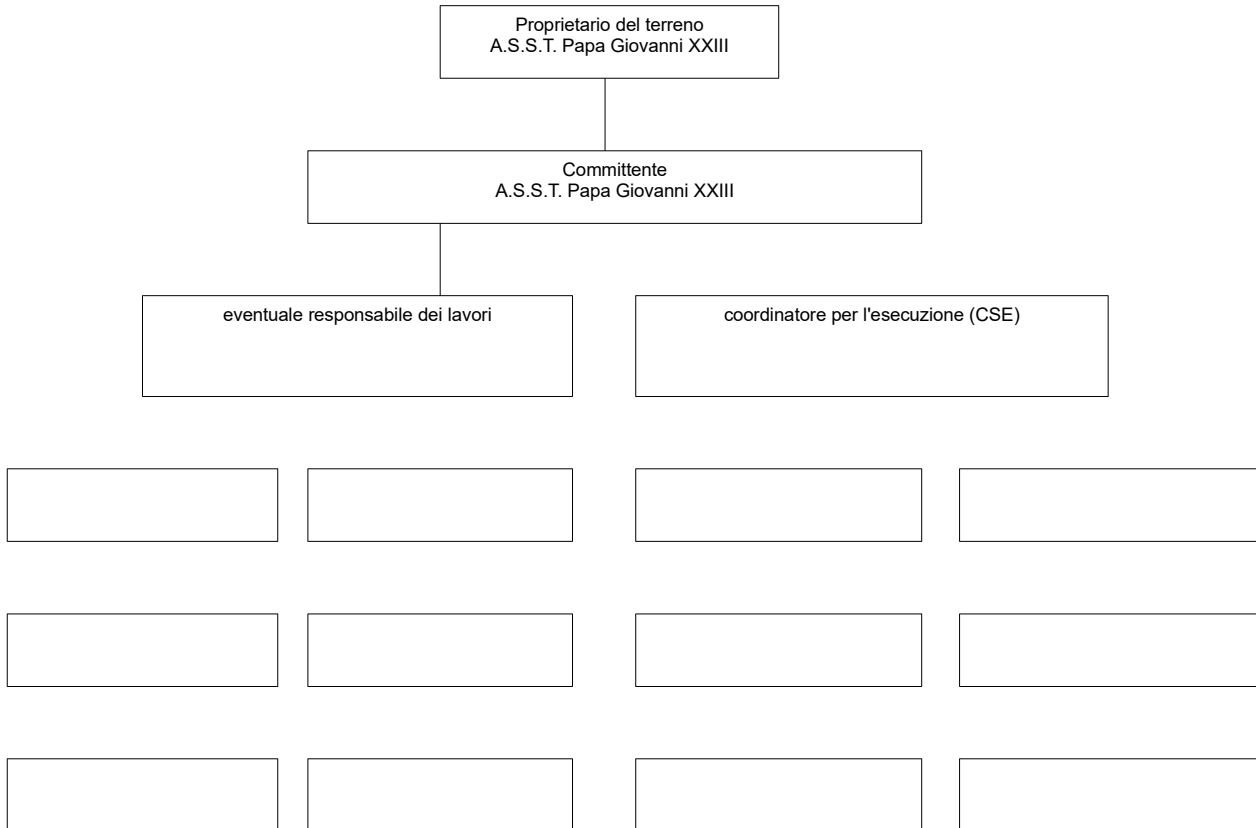 Proprietario del terreno
A.S.S.T. Papa Giovanni XXIII
Committente
A.S.S.T. Papa Giovanni XXIII
eventuale responsabile dei lavori
coordinatore per l'esecuzione (CSE)